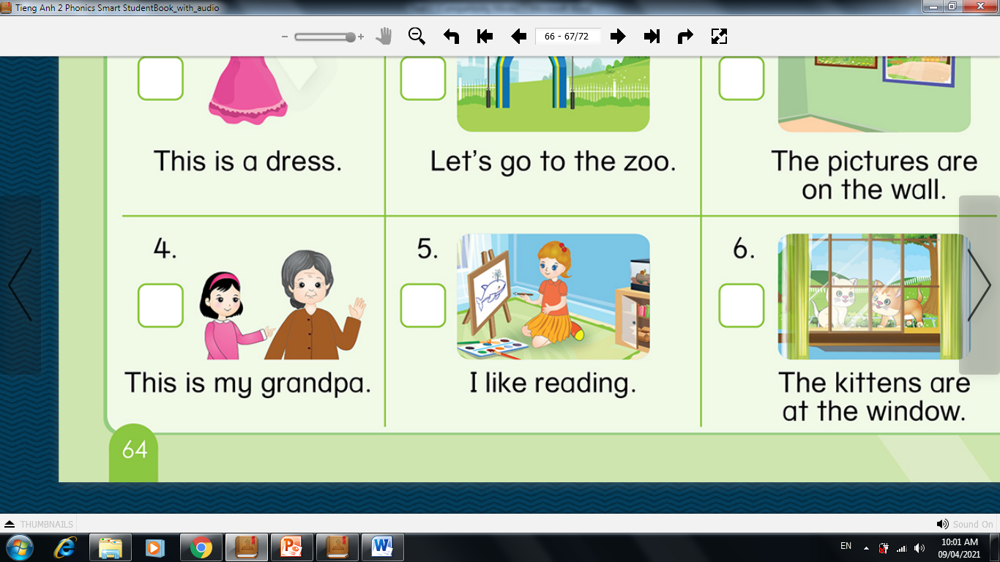 Tieng Anh 2 Phonics Smart StudentBook_with_audio
66 - 67/72
This is a dress.
Let's go to the zoo.
The pictures are
on the wall.
4.
5.
6.
This is my grandpa.
I like reading.
The kittens are
at the window.
64
THUMBNAILS
Sound On
EN
10:01 AM
09/04/2021